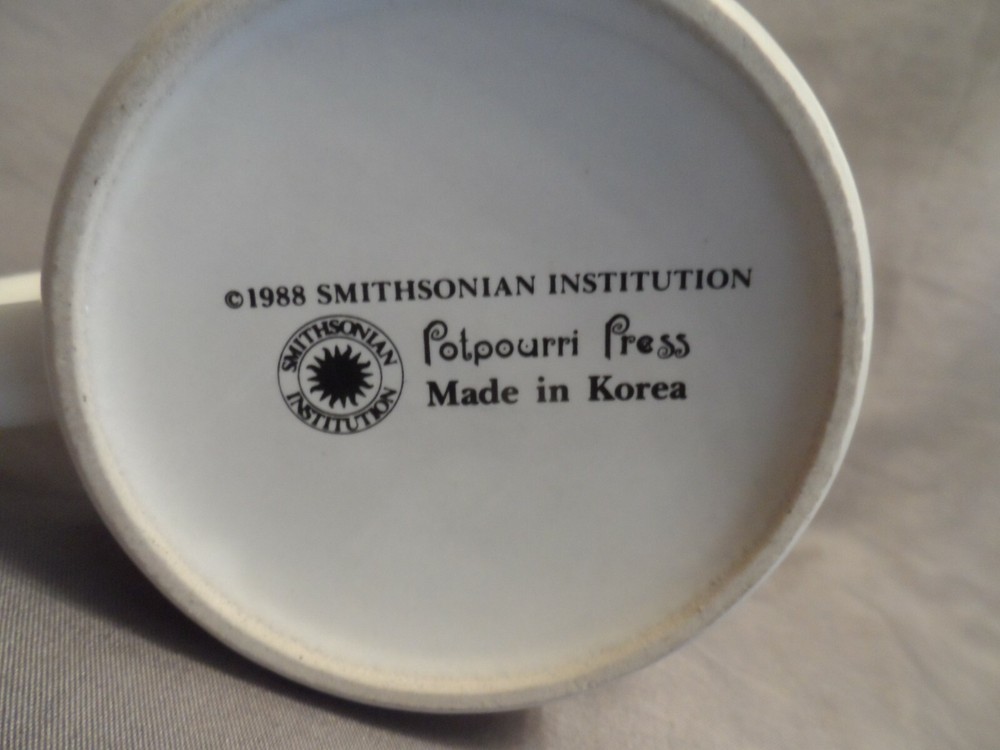 ©1988 SMITHSONIAN INSTITUTION
SMITHSONIAN
INSTITUTION
Potpourri Press
Made in Korea